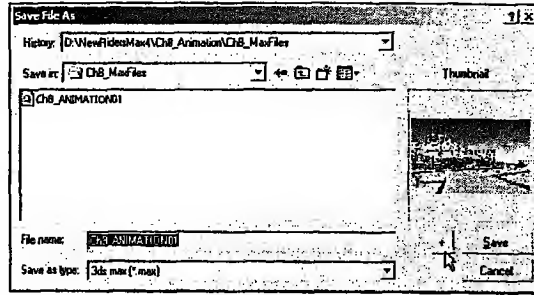 Save File As
History: D:\NewRidersMax4\Ch8_Animation\Ch8_MaxFiles
Save in: Ch8_MaxFiles
Thumbnail
Ch8_ANIMATION01
File name: Ch8_ANIMATION01
+ Save
Save as type: 3ds max (*.max)
Cancel